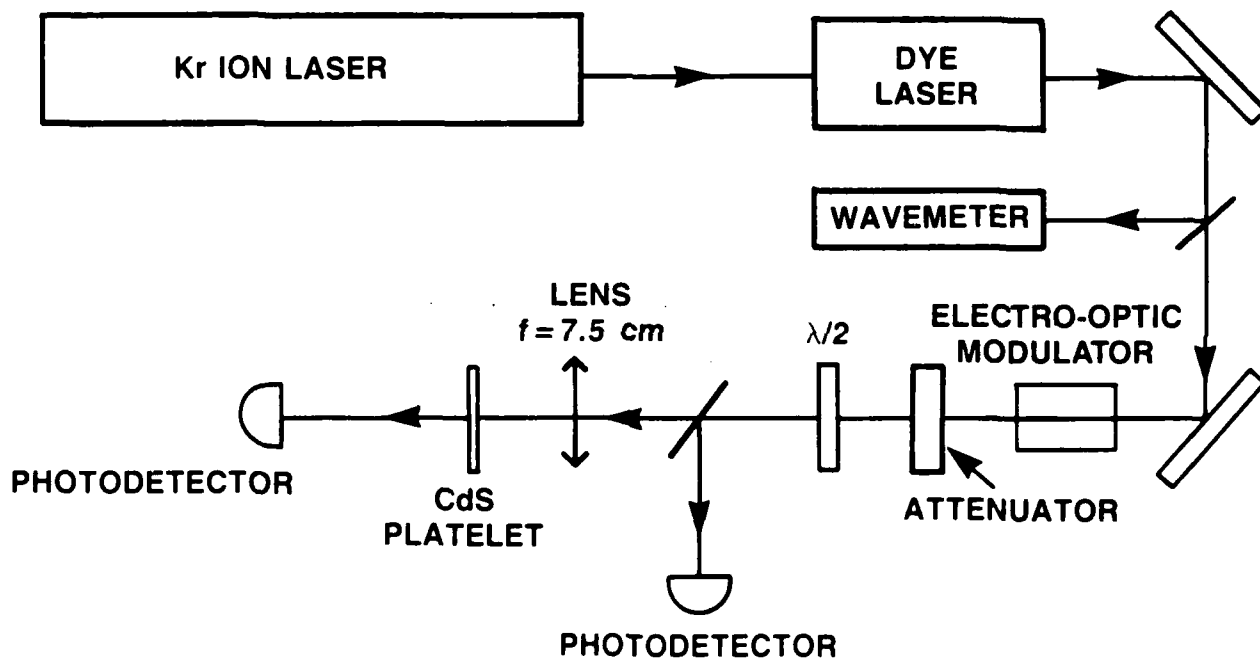 Kr ION LASER
DYE
LASER
WAVEMETER
LENS
f = 7.5 cm
λ/2
ELECTRO-OPTIC
MODULATOR
PHOTODETECTOR
CdS
PLATELET
ATTENUATOR
PHOTODETECTOR